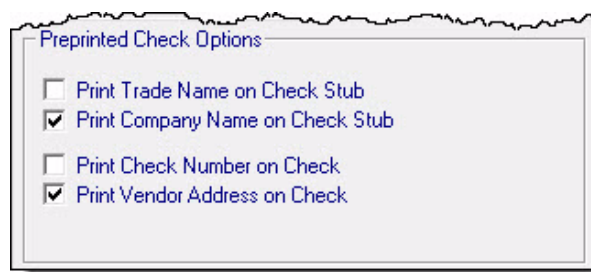 Preprinted Check Options
Print Trade Name on Check Stub
Print Company Name on Check Stub
Print Check Number on Check
Print Vendor Address on Check